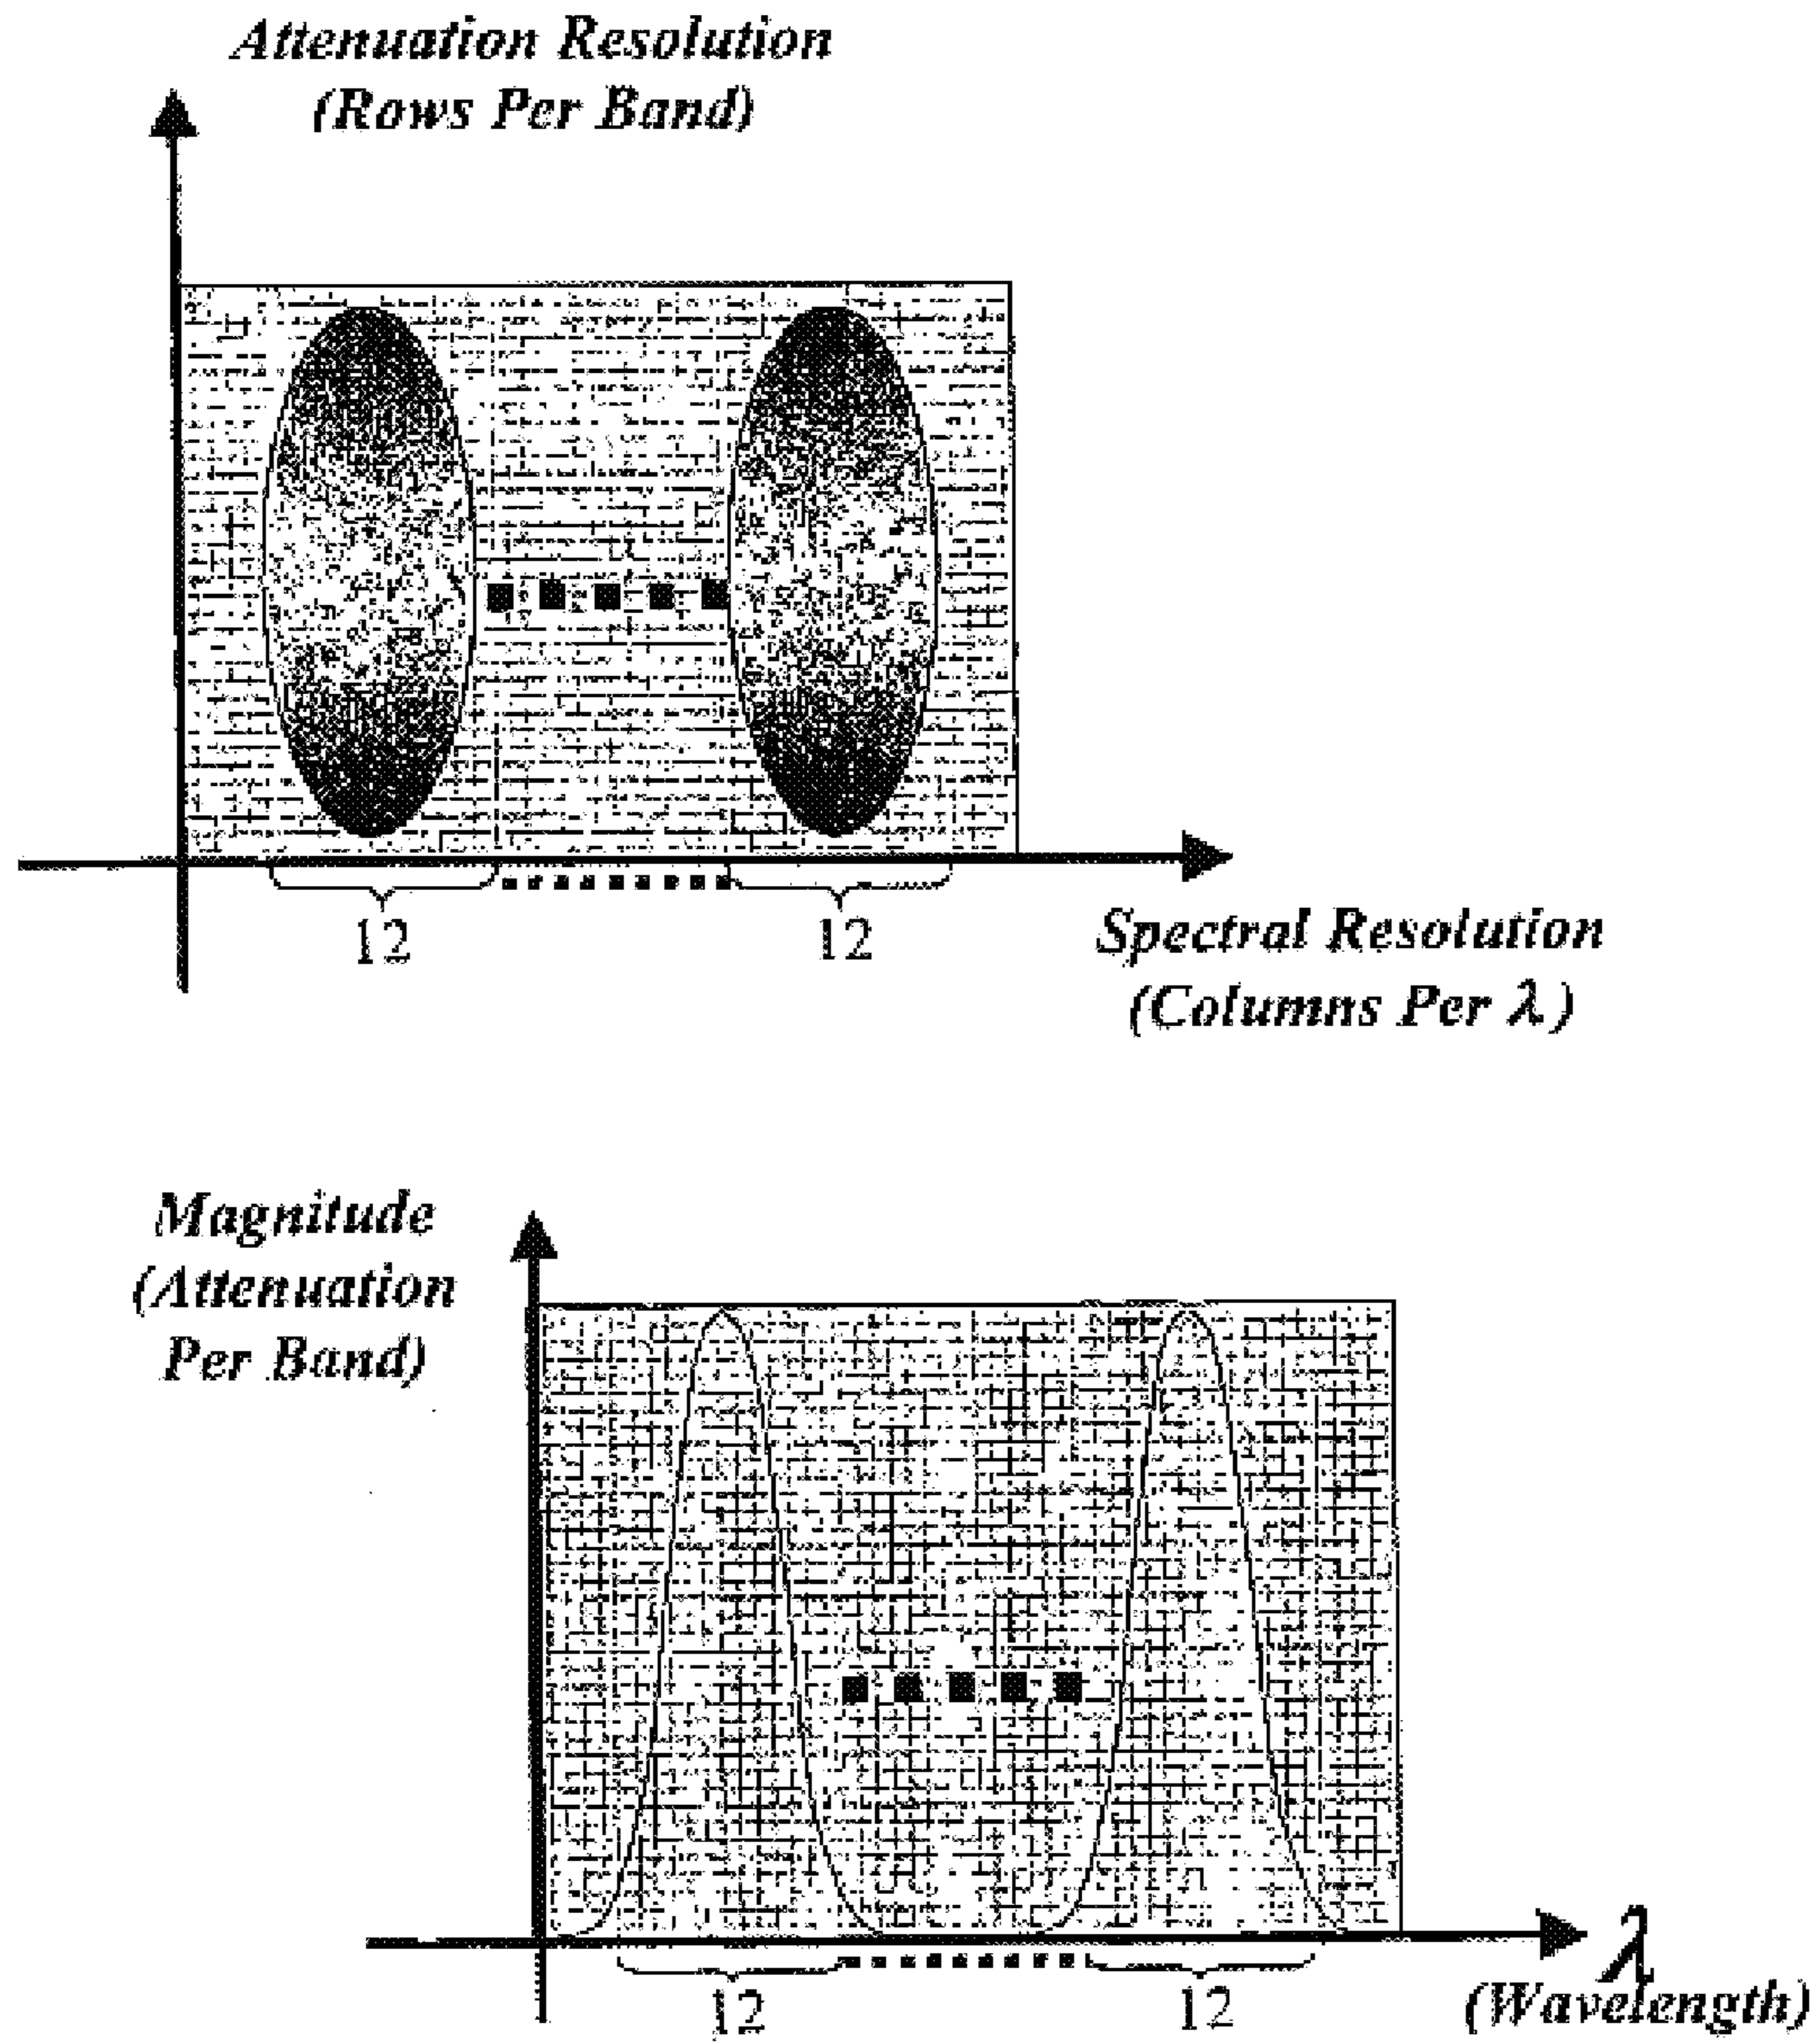 Attenuation Resolution
(Rows Per Band)
12
12
Spectral Resolution
(Columns Per λ)
Magnitude
(Attenuation
Per Band)
12
12
λ
(Wavelength)